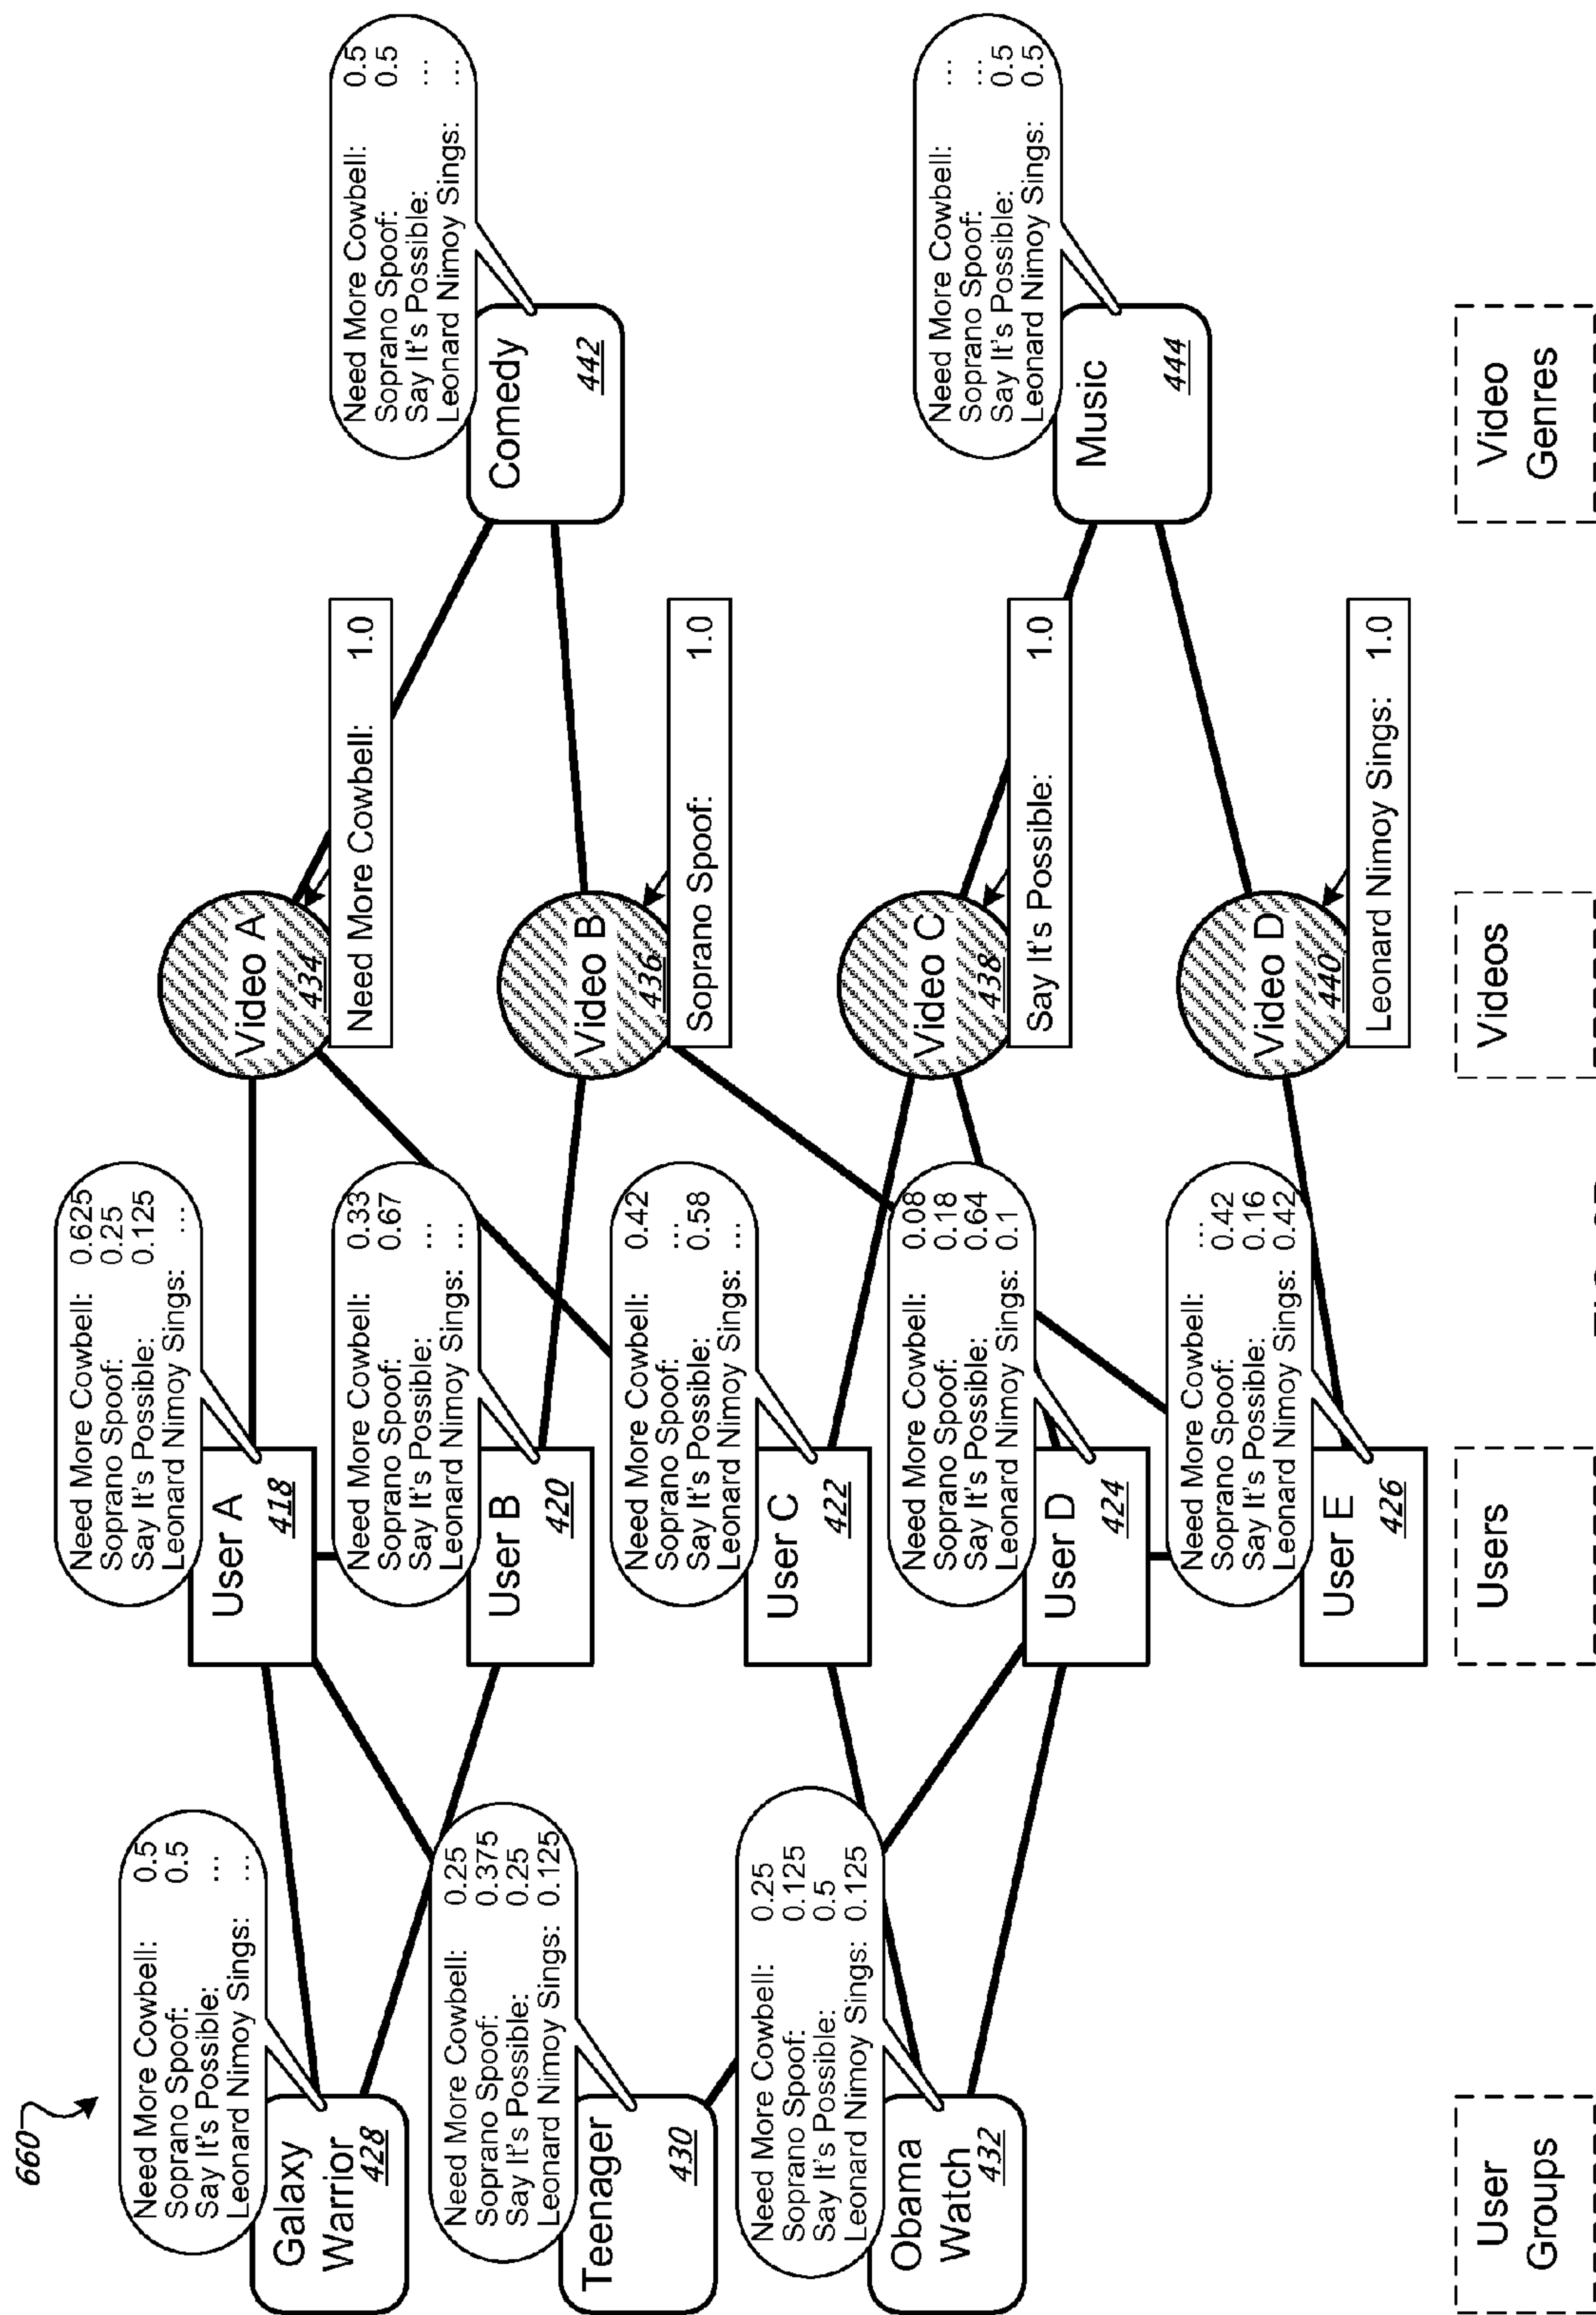 660
Need More Cowbell: 0.5
Soprano Spoof: 0.5
Say It's Possible: ...
Leonard Nimoy Sings: ...
Galaxy
Warrior
428
Need More Cowbell: 0.25
Soprano Spoof: 0.375
Say It's Possible: 0.25
Leonard Nimoy Sings: 0.125
Teenager
430
Need More Cowbell: 0.25
Soprano Spoof: 0.125
Say It's Possible: 0.5
Leonard Nimoy Sings: 0.125
Obama
Watch
432
User
Groups
Need More Cowbell: 0.625
Soprano Spoof: 0.25
Say It's Possible: 0.125
Leonard Nimoy Sings: ...
User A
418
Need More Cowbell: 0.33
Soprano Spoof: 0.67
Say It's Possible: ...
Leonard Nimoy Sings: ...
User B
420
Need More Cowbell: 0.42
Soprano Spoof: ...
Say It's Possible: 0.58
Leonard Nimoy Sings: ...
User C
422
Need More Cowbell: 0.08
Soprano Spoof: 0.18
Say It's Possible: 0.64
Leonard Nimoy Sings: 0.1
User D
424
Need More Cowbell: ...
Soprano Spoof: 0.42
Say It's Possible: 0.16
Leonard Nimoy Sings: 0.42
User E
426
Users
Video A
434
Need More Cowbell: 1.0
Video B
436
Soprano Spoof: 1.0
Video C
438
Say It's Possible: 1.0
Video D
440
Leonard Nimoy Sings: 1.0
Videos
Need More Cowbell: 0.5
Soprano Spoof: 0.5
Say It's Possible: ...
Leonard Nimoy Sings: ...
Comedy
442
Need More Cowbell: ...
Soprano Spoof: ...
Say It's Possible: 0.5
Leonard Nimoy Sings: 0.5
Music
444
Video
Genres